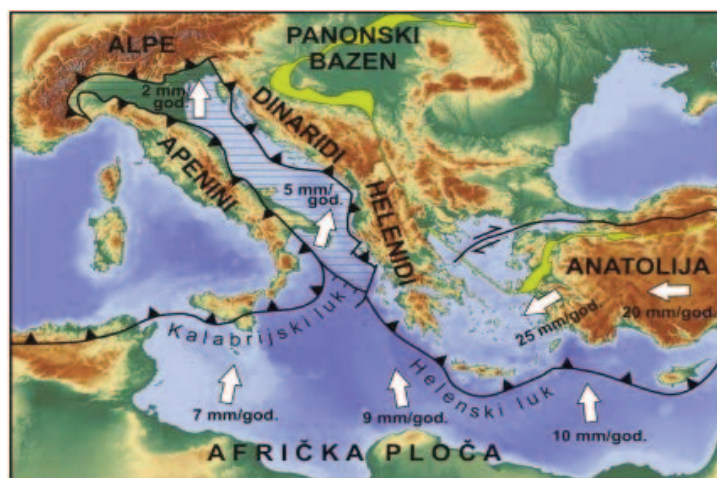 ALPE
PANONSKI
BAZEN
2 mm/
god.
DINARIDI
APENINI
5 mm/
god.
HELENIDI
ANATOLIJA
20 mm/god.
25 mm/god.
Kalabrijski luk
Helenski luk
7 mm/god.
9 mm/god.
10 mm/god.
AFRIČKA PLOČA